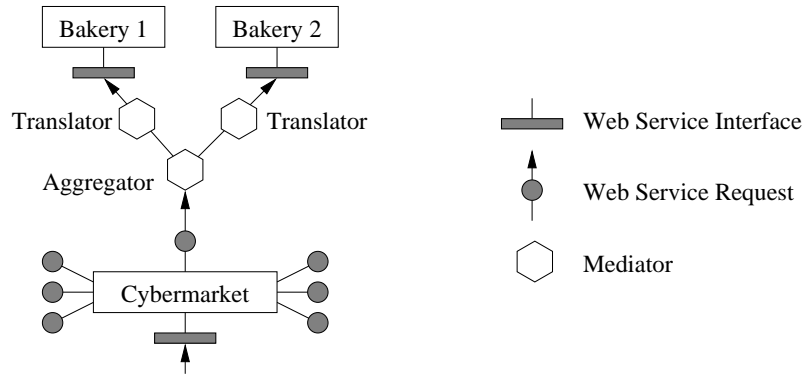 Bakery 1
Bakery 2
Translator
Translator
Aggregator
Cybermarket
Web Service Interface
Web Service Request
Mediator